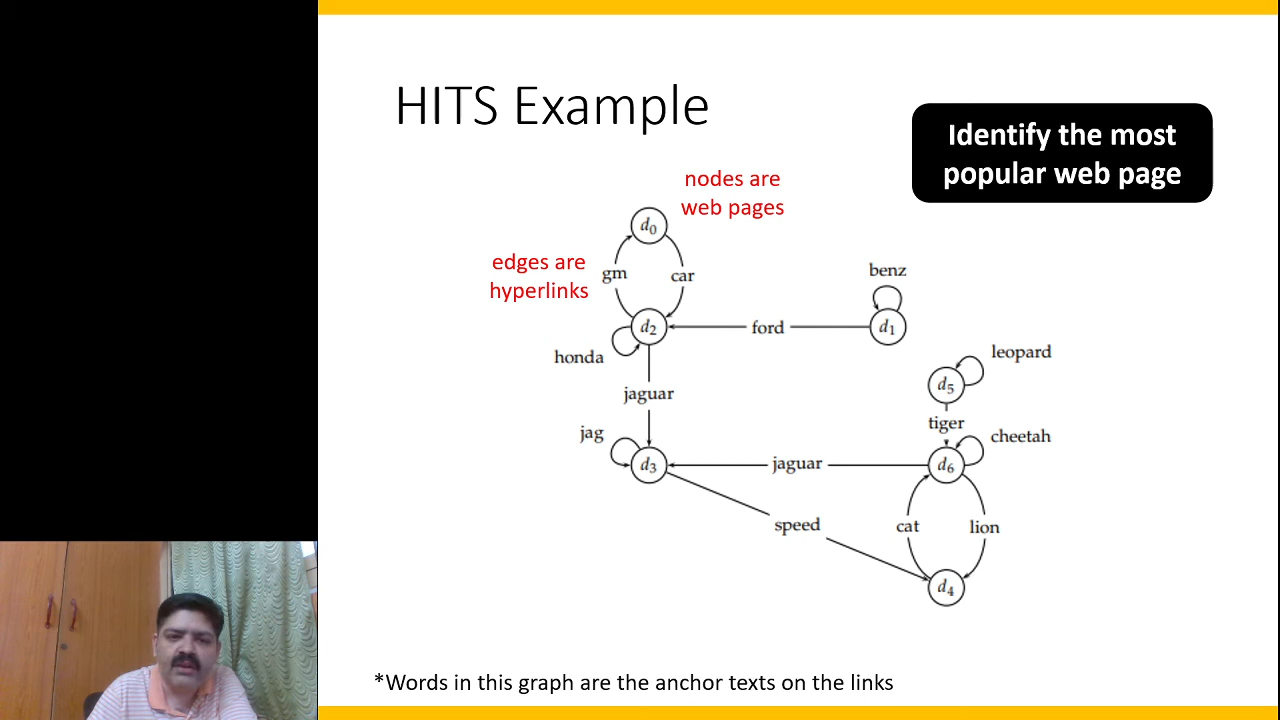 HITS Example
Identify the most
popular web page
nodes are
web pages
d0
edges are
hyperlinks
gm
car
benz
d2
ford
d1
honda
leopard
jaguar
d5
tiger
jag
cheetah
d3
jaguar
d6
speed
cat
lion
d4
*Words in this graph are the anchor texts on the links